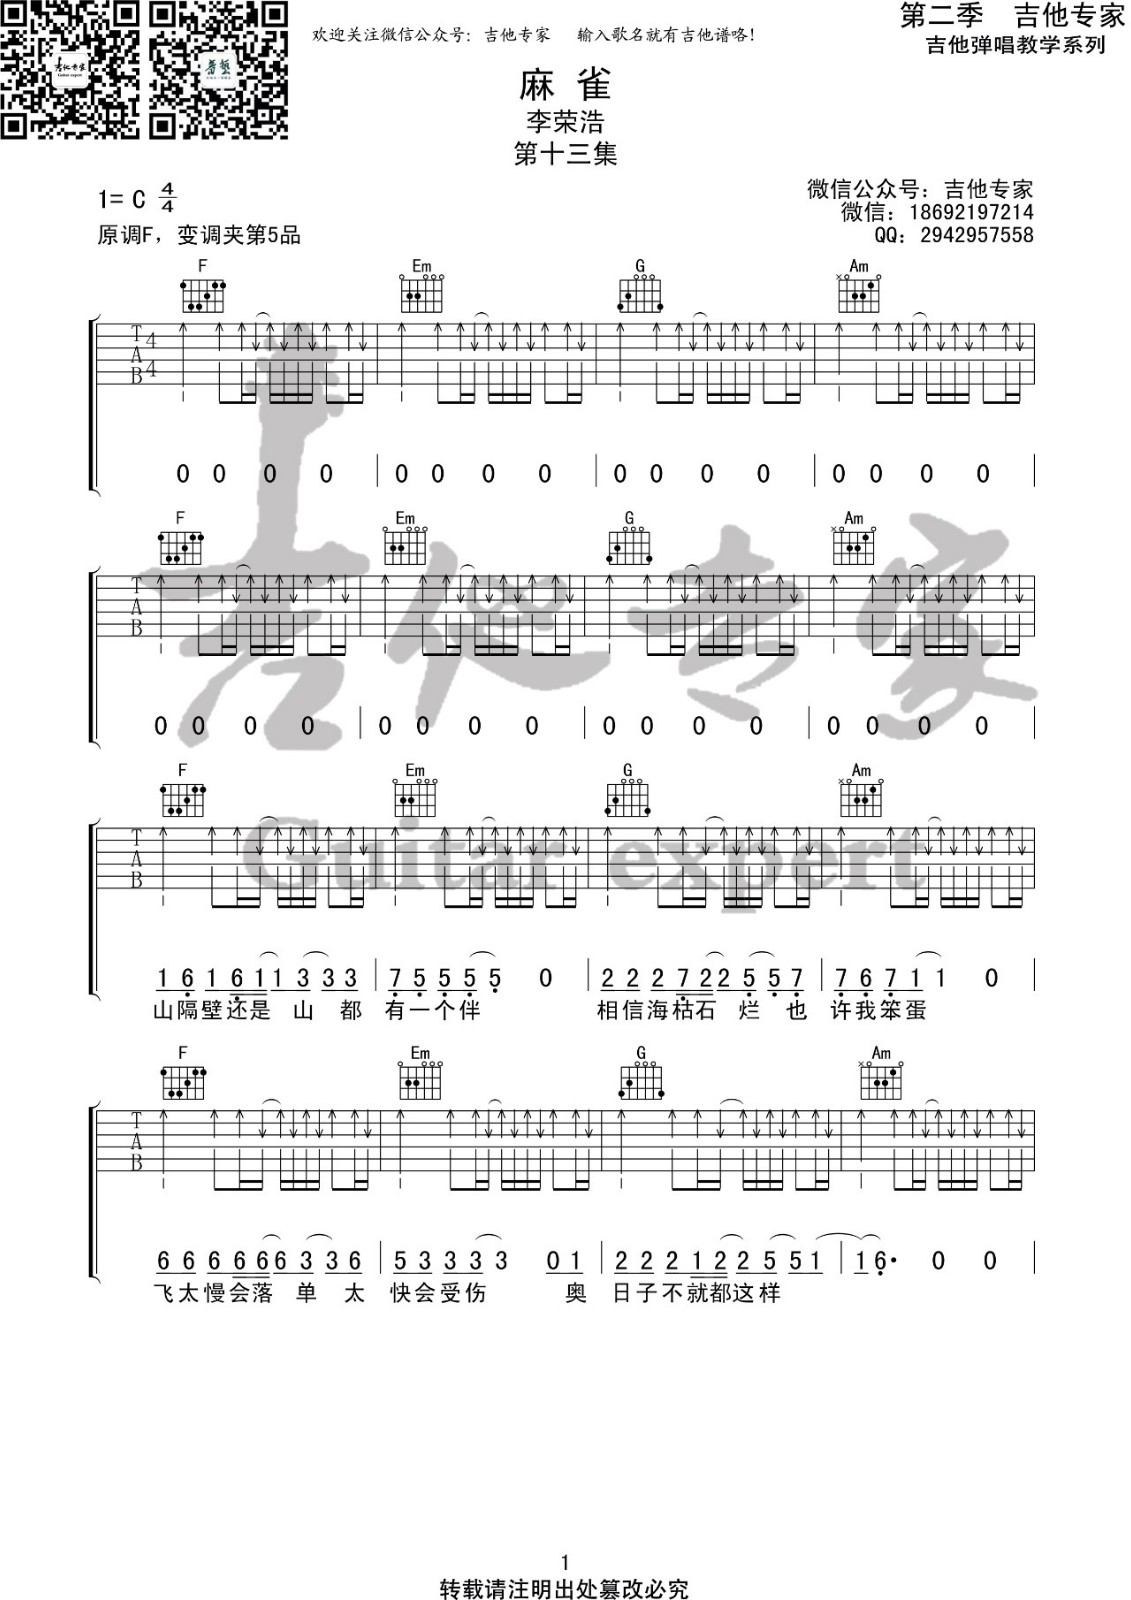 欢迎关注微信公众号：吉他专家　输入歌名就有吉他谱咯！
第二季　吉他专家
吉他弹唱教学系列
麻 雀
李荣浩
第十三集
1= C 4/4
原调F，变调夹第5品
微信公众号：吉他专家
微信：18692197214
QQ：2942957558
F Em G Am
T A B 4 4
0 0 0 0 | 0 0 0 0 | 0 0 0 0 | 0 0 0 0 |
F Em G Am
T A B
0 0 0 0 | 0 0 0 0 | 0 0 0 0 | 0 0 0 0 |
F Em G Am
T A B
1 6 1 6 1 1 3 3 3 | 7 5 5 5 5 0 | 2 2 2 7 2 2 5 5 7 | 7 6 7 1 1 0 |
山隔壁还是 山 都 有一个伴 相信海枯石 烂 也 许我笨蛋
F Em G Am
T A B
6 6 6 6 6 6 3 3 6 | 5 3 3 3 3 0 1 | 2 2 2 1 2 2 5 5 1 | 1 6· 0 0 |
飞太慢会落 单 太 快会受伤 奥 日子不就都这样
吉他专家
Guitar expert
1
转载请注明出处篡改必究